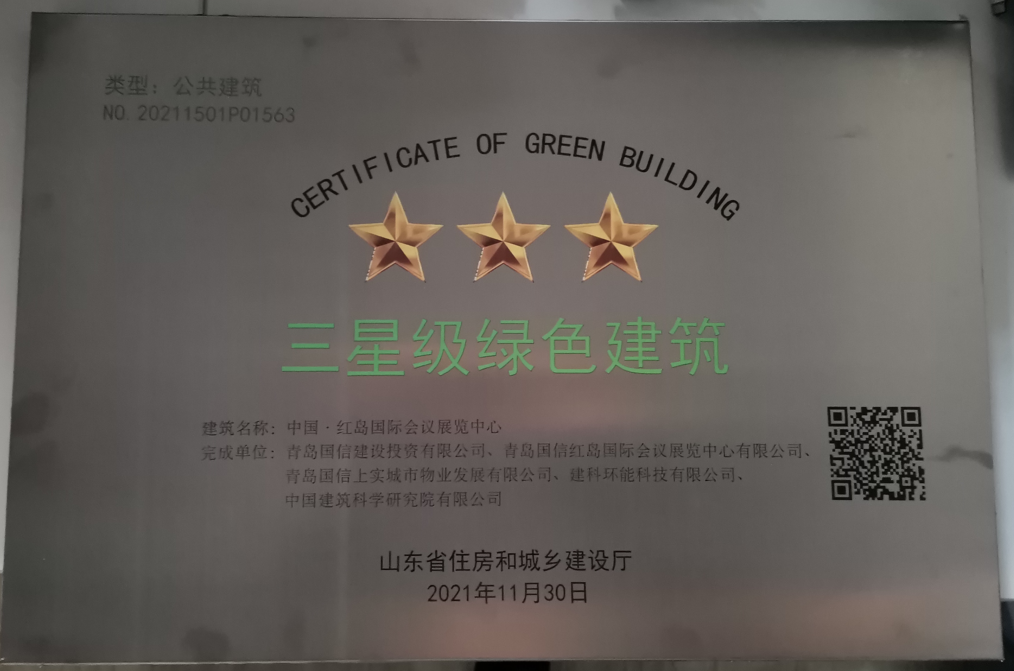 类型：公共建筑
NO. 20211501P01563
CERTIFICATE OF GREEN BUILDING
三星级绿色建筑
建筑名称：中国·红岛国际会议展览中心
完成单位：青岛国信建设投资有限公司、青岛国信红岛国际会议展览中心有限公司、
青岛国信上实城市物业发展有限公司、建科环能科技有限公司、
中国建筑科学研究院有限公司
山东省住房和城乡建设厅
2021年11月30日